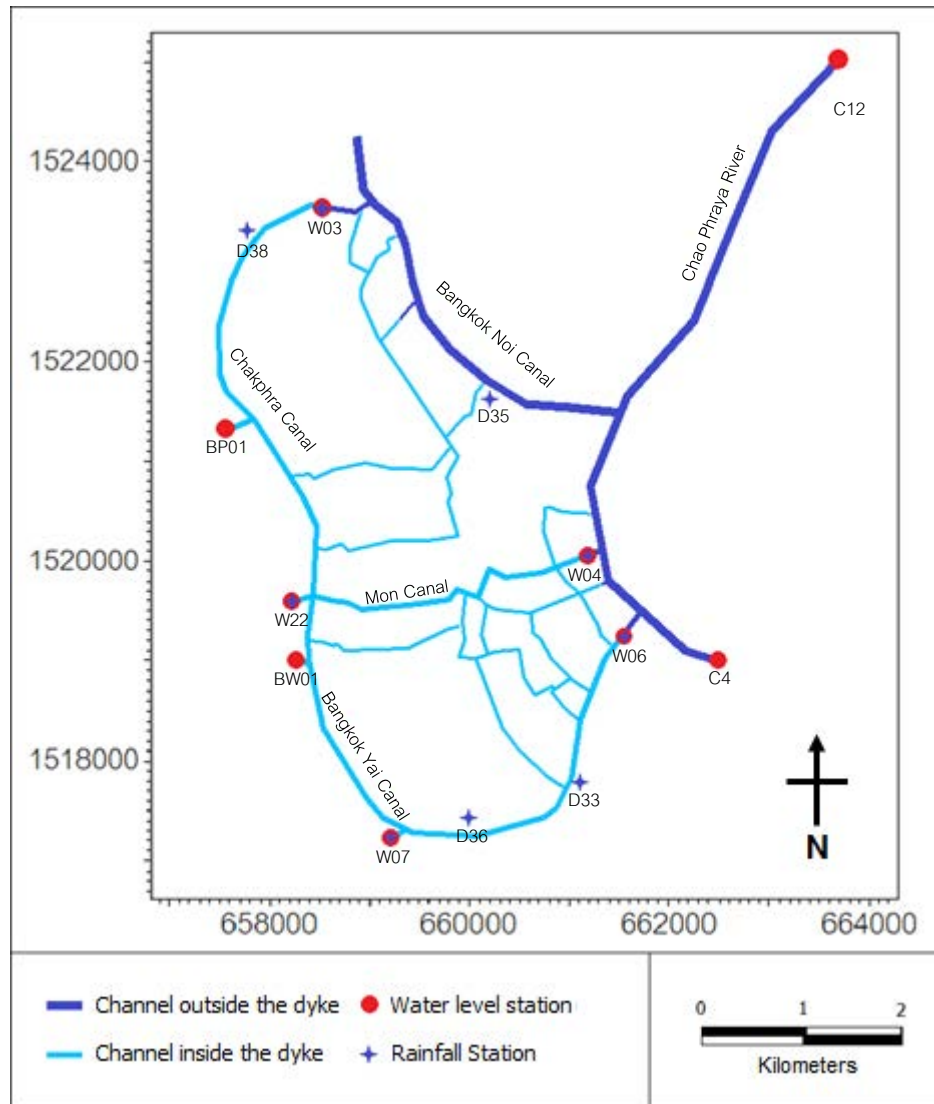 C12
Chao Phraya River
1524000
W03
D38
Bangkok Noi Canal
1522000
Chakphra Canal
D35
BP01
1520000
W04
Mon Canal
W22
W06
BW01
C4
Bangkok Yai Canal
1518000
D33
D36
W07
N
658000
660000
662000
664000
Channel outside the dyke
Water level station
Channel inside the dyke
Rainfall Station
0 1 2
Kilometers